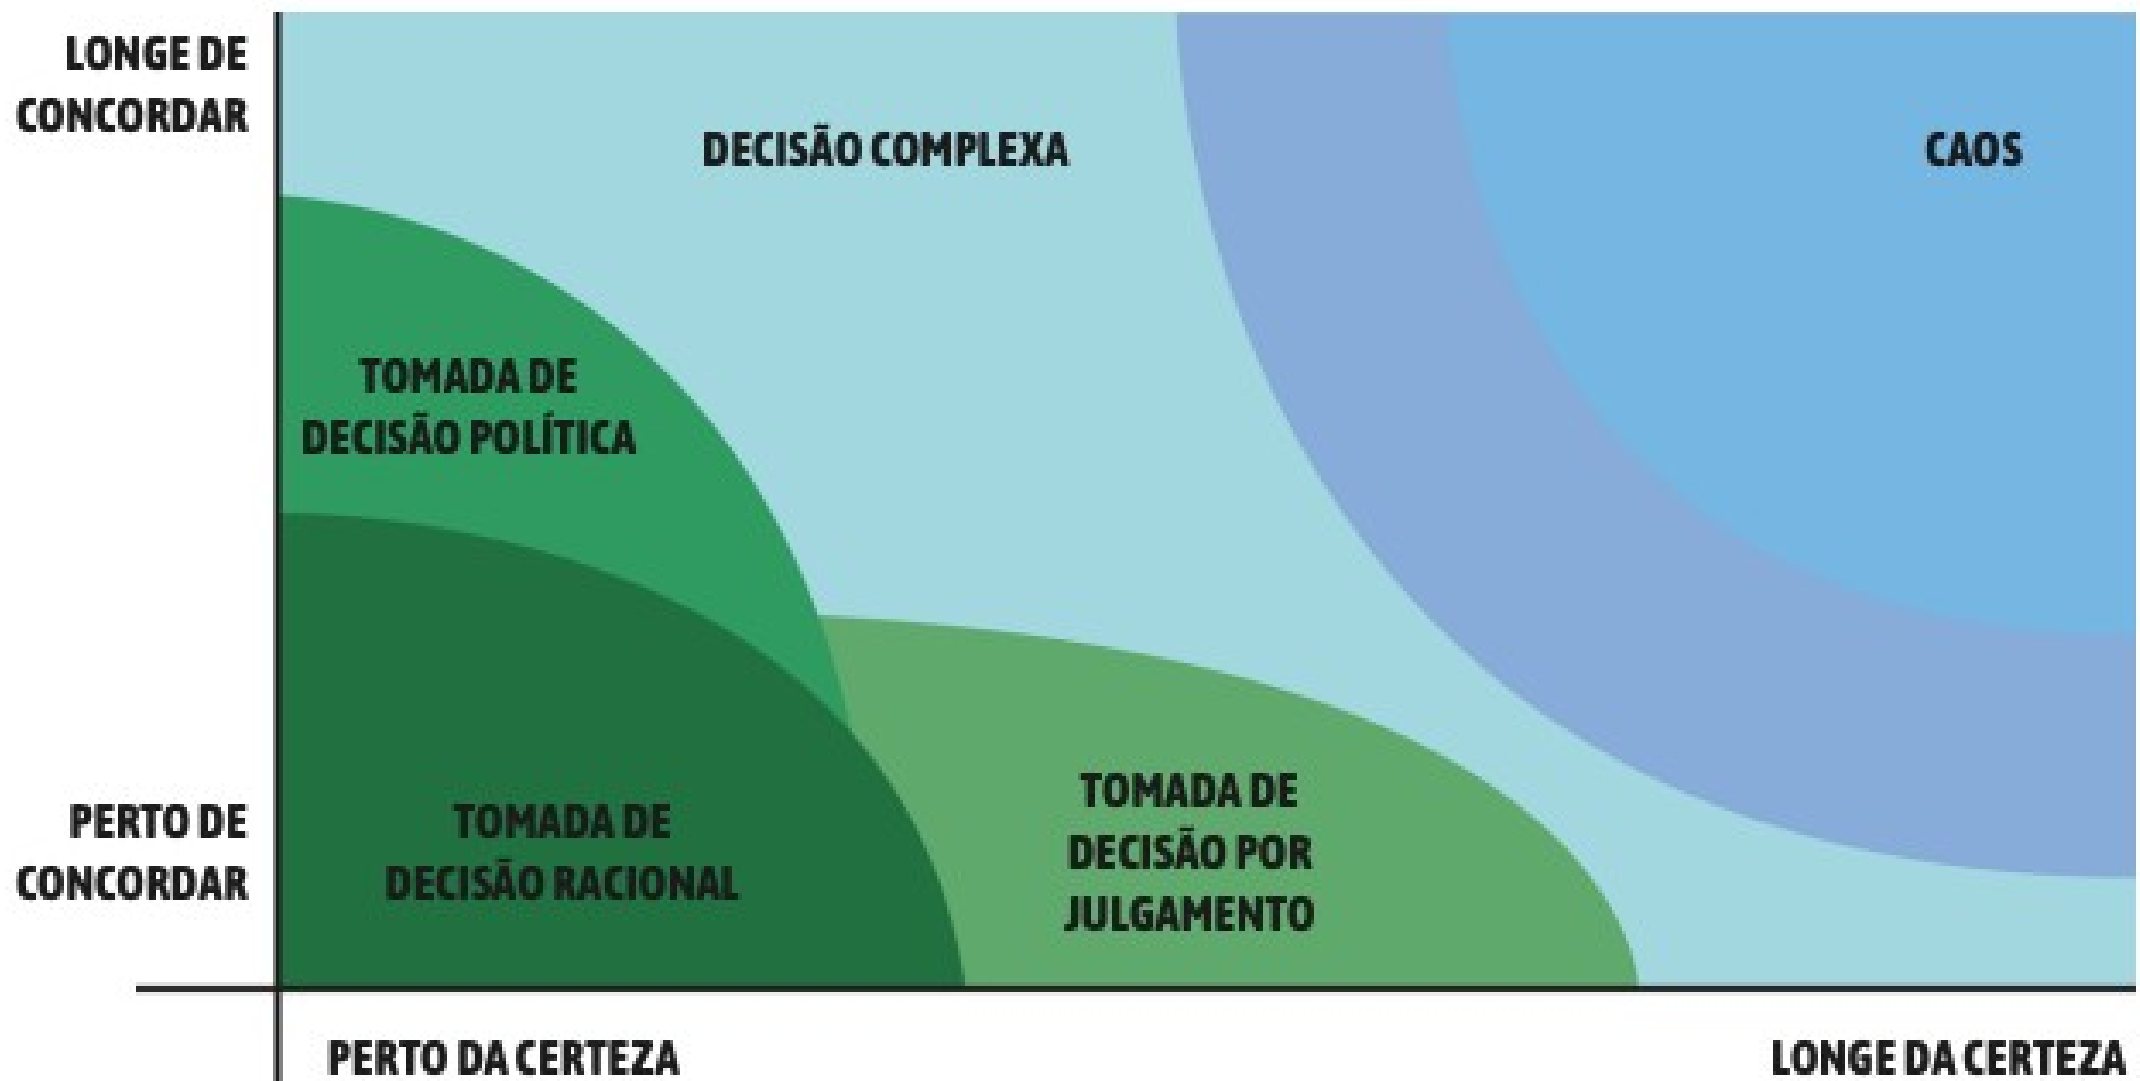 LONGE DE
CONCORDAR
DECISÃO COMPLEXA
CAOS
TOMADA DE
DECISÃO POLÍTICA
TOMADA DE
DECISÃO POR
JULGAMENTO
PERTO DE
CONCORDAR
TOMADA DE
DECISÃO RACIONAL
PERTO DA CERTEZA
LONGE DA CERTEZA